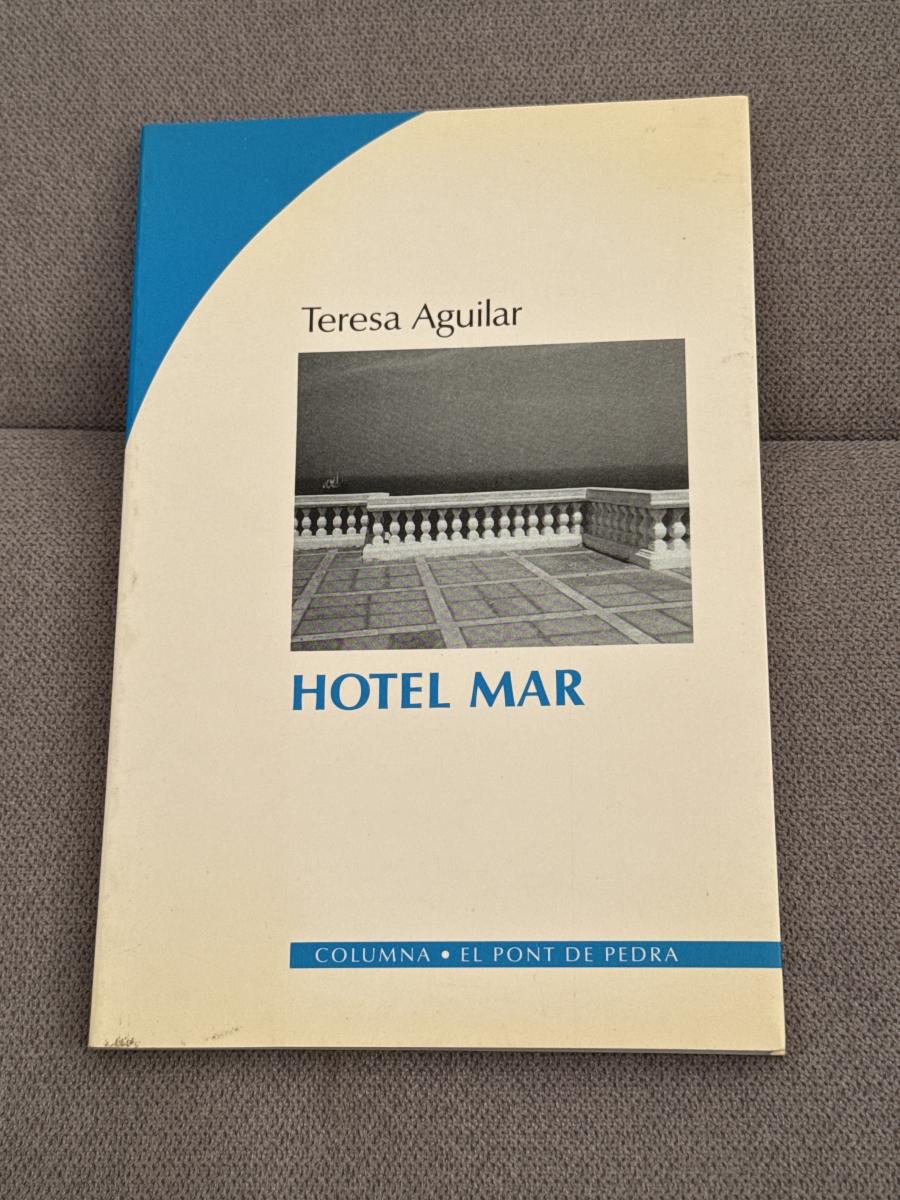 Teresa Aguilar
HOTEL MAR
COLUMNA • EL PONT DE PEDRA